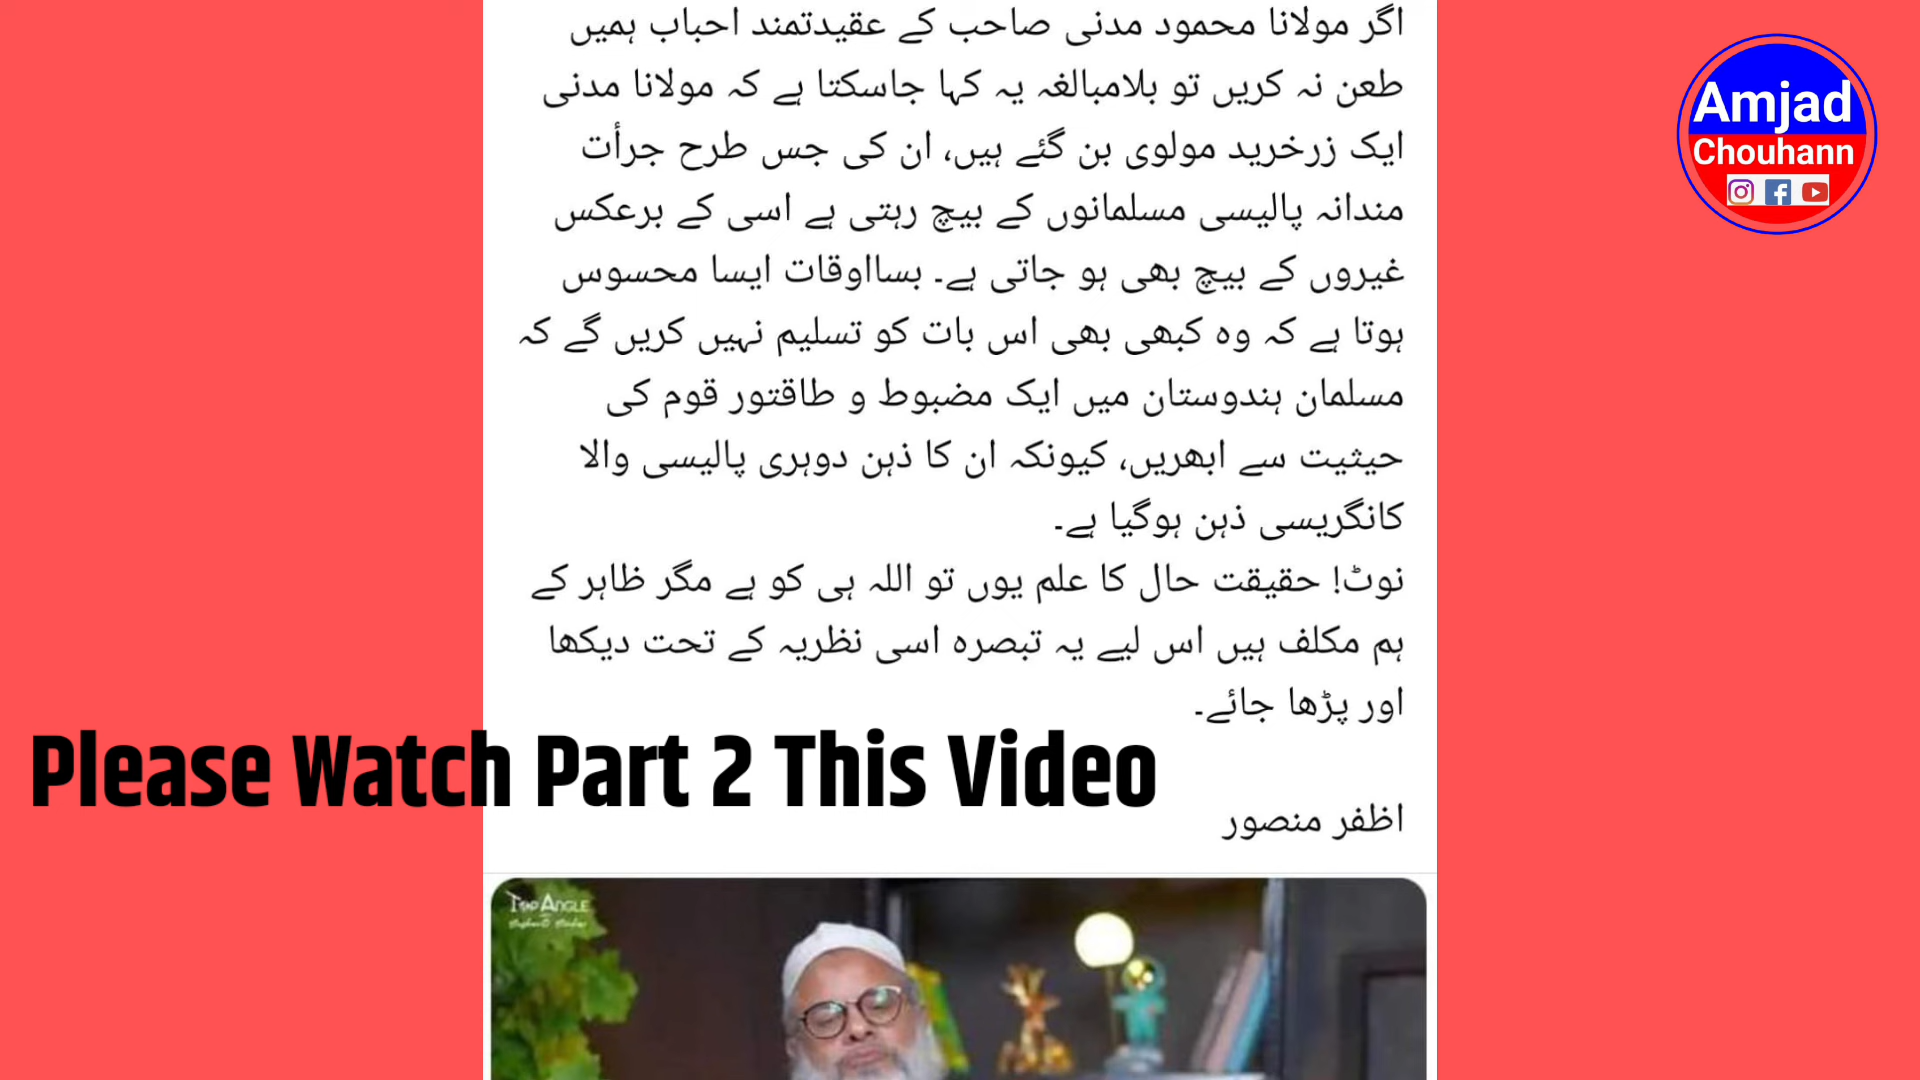 اگر مولانا محمود مدنی صاحب کے عقیدتمند احباب ہمیں
طعن نہ کریں تو بلامبالغہ یہ کہا جاسکتا ہے کہ مولانا مدنی
ایک زرخرید مولوی بن گئے ہیں، ان کی جس طرح جرأت
مندانہ پالیسی مسلمانوں کے بیچ رہتی ہے اسی کے برعکس
غیروں کے بیچ بھی ہو جاتی ہے۔ بسااوقات ایسا محسوس
ہوتا ہے کہ وہ کبھی بھی اس بات کو تسلیم نہیں کریں گے کہ
مسلمان ہندوستان میں ایک مضبوط و طاقتور قوم کی
حیثیت سے ابھریں، کیونکہ ان کا ذہن دوہری پالیسی والا
کانگریسی ذہن ہوگیا ہے۔
نوٹ! حقیقت حال کا علم یوں تو اللہ ہی کو ہے مگر ظاہر کے
ہم مکلف ہیں اس لیے یہ تبصرہ اسی نظریہ کے تحت دیکھا
اور پڑھا جائے۔
اظفر منصور
Please Watch Part 2 This Video
Amjad
Chouhann
ANGLE